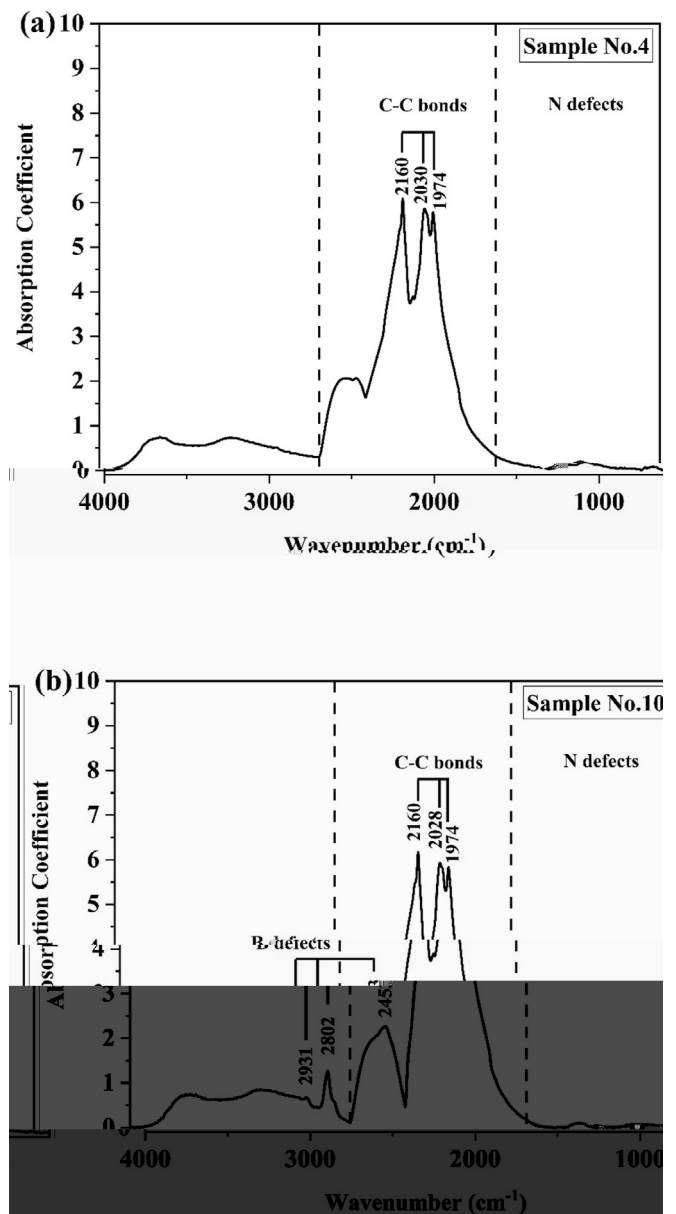 (a)
10
Sample No.4
9
C-C bonds
N defects
8
7
2160
2030
1974
6
5
4
3
2
1
0
Absorption Coefficient
4000
3000
2000
1000
Wavenumber (cm-1)
(b)
10
Sample No.10
9
C-C bonds
N defects
8
7
2160
2028
1974
6
5
B-defects
4
3
2931
2802
2
1
0
Absorption Coefficient
4000
3000
2000
1000
Wavenumber (cm-1)